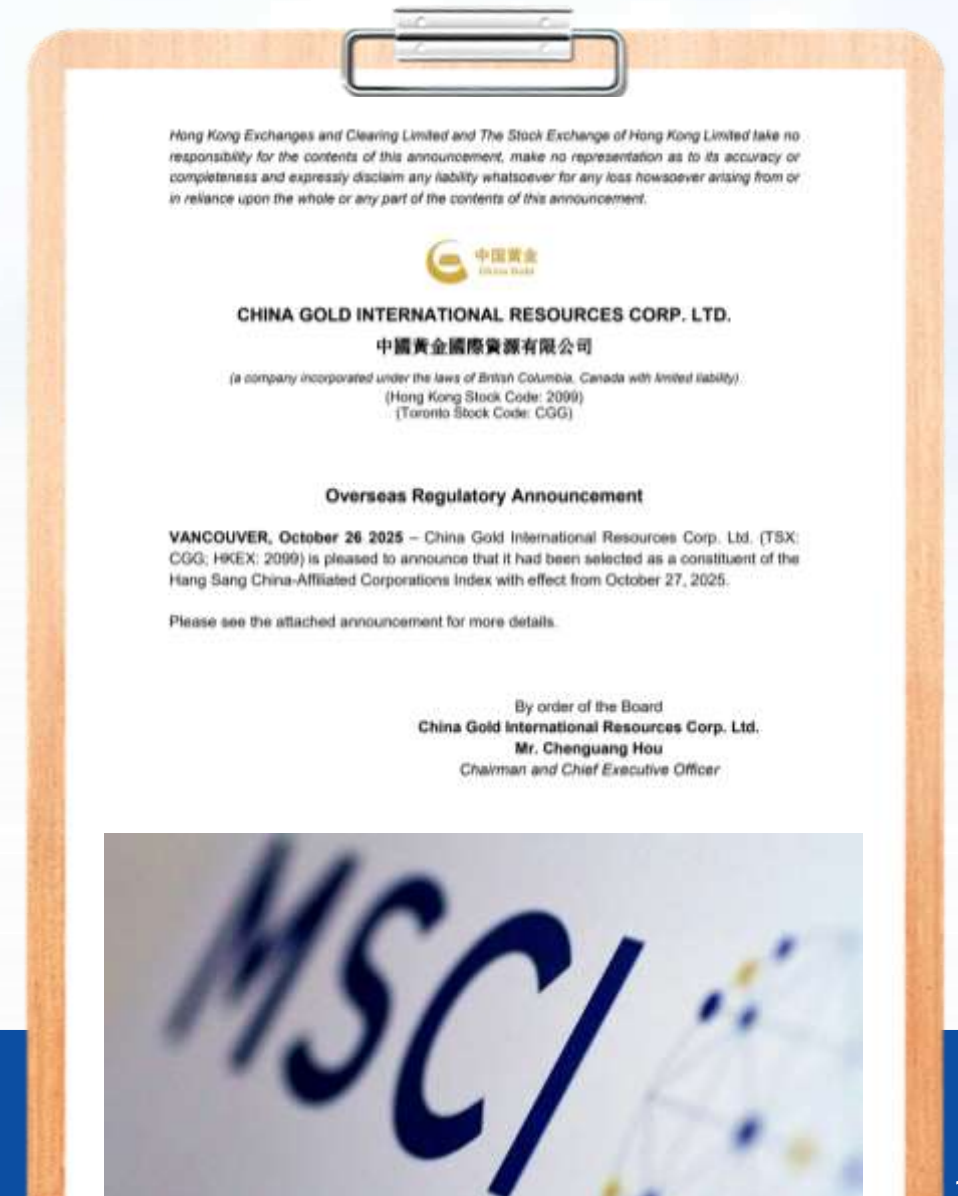 Hong Kong Exchanges and Clearing Limited and The Stock Exchange of Hong Kong Limited take no
responsibility for the contents of this announcement, make no representation as to its accuracy or
completeness and expressly disclaim any liability whatsoever for any loss howsoever arising from or
in reliance upon the whole or any part of the contents of this announcement.
中国黄金
China Gold
CHINA GOLD INTERNATIONAL RESOURCES CORP. LTD.
中國黃金國際資源有限公司
(a company incorporated under the laws of British Columbia, Canada with limited liability)
(Hong Kong Stock Code: 2099)
(Toronto Stock Code: CGG)
Overseas Regulatory Announcement
VANCOUVER, October 26 2025 – China Gold International Resources Corp. Ltd. (TSX:
CGG; HKEX: 2099) is pleased to announce that it had been selected as a constituent of the
Hang Sang China-Affiliated Corporations Index with effect from October 27, 2025.
Please see the attached announcement for more details.
By order of the Board
China Gold International Resources Corp. Ltd.
Mr. Chenguang Hou
Chairman and Chief Executive Officer
MSCI